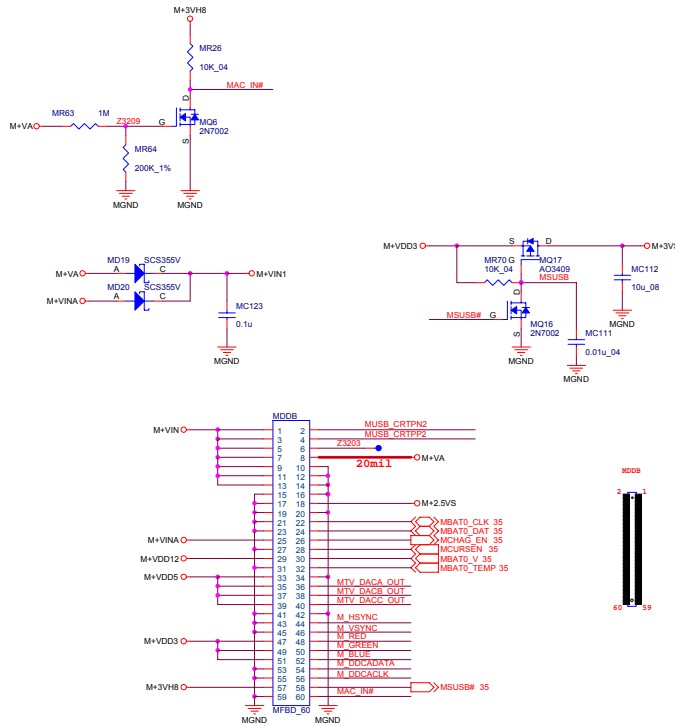 M+3VH8
MR26
10K_04
MAC_IN#
D
MR63 1M
M+VA Z3209 G MQ6
2N7002
S
MR64
200K_1%
MGND MGND
MD19 SCS355V
M+VA A C M+VIN1
MD20 SCS355V
M+VINA A C
MC123
0.1u
MGND
M+VDD3 S D M+3VS
MR70 G MQ17
10K_04 AO3409
MSUSB
MC112
10u_08
MGND
D
MSUSB# G MQ16
2N7002
S
MC111
0.01u_04
MGND
MGND
MDDB
M+VIN 1 2 MUSB_CRTPN2
3 4 MUSB_CRTPP2
5 6 Z3203
7 8 20mil M+VA
9 10
11 12
13 14
15 16
17 18 M+2.5VS
19 20
21 22 MBAT0_CLK 35
23 24 MBAT0_DAT 35
M+VINA 25 26 MCHAG_EN 35
27 28 MCURSEN 35
M+VDD12 29 30 MBAT0_V 35
31 32 MBAT0_TEMP 35
M+VDD5 33 34
35 36 MTV_DACA_OUT
37 38 MTV_DACB_OUT
39 40 MTV_DACC_OUT
41 42
43 44 M_HSYNC
45 46 M_VSYNC
M+VDD3 47 48 M_RED
49 50 M_GREEN
51 52 M_BLUE
53 54 M_DDCADATA
55 56 M_DDCACLK
M+3VH8 57 58 MSUSB# 35
59 60 MAC_IN#
MGND MFBD_60 MGND
MDDB
2 1
60 59